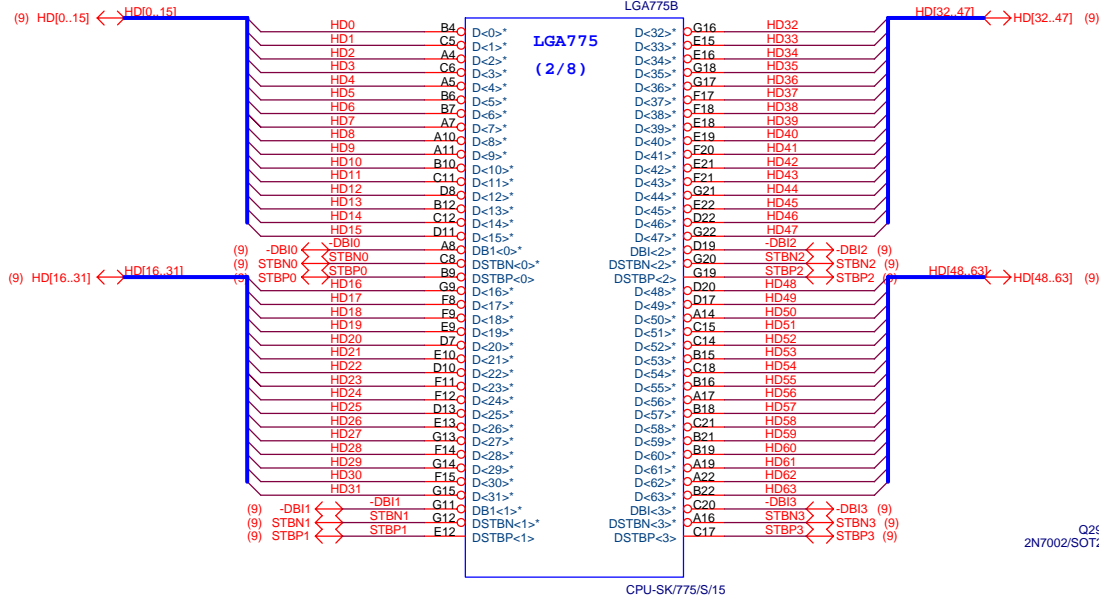 LGA775B
(9) HD[0..15] HD[0..15] HD[32..47] HD[32..47] (9)
LGA775
(2/8)
HD0 B4 D<0>* D<32>* G16 HD32
HD1 C5 D<1>* D<33>* E15 HD33
HD2 A4 D<2>* D<34>* E16 HD34
HD3 C6 D<3>* D<35>* G18 HD35
HD4 A5 D<4>* D<36>* G17 HD36
HD5 B6 D<5>* D<37>* F17 HD37
HD6 B7 D<6>* D<38>* F18 HD38
HD7 A7 D<7>* D<39>* E18 HD39
HD8 A10 D<8>* D<40>* E19 HD40
HD9 A11 D<9>* D<41>* F20 HD41
HD10 B10 D<10>* D<42>* E21 HD42
HD11 C11 D<11>* D<43>* F21 HD43
HD12 D8 D<12>* D<44>* G21 HD44
HD13 B12 D<13>* D<45>* E22 HD45
HD14 C12 D<14>* D<46>* D22 HD46
HD15 D11 D<15>* D<47>* G22 HD47
(9) -DBI0 -DBI0 A8 DB1<0>* DBI<2>* D19 -DBI2 -DBI2 (9)
(9) STBN0 STBN0 C8 DSTBN<0>* DSTBN<2>* G20 STBN2 STBN2 (9)
(9) STBP0 STBP0 B9 DSTBP<0> DSTBP<2> G19 STBP2 STBP2 (9)
(9) HD[16..31] HD[16..31] HD[48..63] HD[48..63] (9)
HD16 G9 D<16>* D<48>* D20 HD48
HD17 F8 D<17>* D<49>* D17 HD49
HD18 F9 D<18>* D<50>* A14 HD50
HD19 E9 D<19>* D<51>* C15 HD51
HD20 D7 D<20>* D<52>* C14 HD52
HD21 E10 D<21>* D<53>* B15 HD53
HD22 D10 D<22>* D<54>* C18 HD54
HD23 F11 D<23>* D<55>* B16 HD55
HD24 F12 D<24>* D<56>* A17 HD56
HD25 D13 D<25>* D<57>* B18 HD57
HD26 E13 D<26>* D<58>* C21 HD58
HD27 G13 D<27>* D<59>* B21 HD59
HD28 F14 D<28>* D<60>* B19 HD60
HD29 G14 D<29>* D<61>* A19 HD61
HD30 F15 D<30>* D<62>* A22 HD62
HD31 G15 D<31>* D<63>* B22 HD63
(9) -DBI1 -DBI1 G11 DB1<1>* DBI<3>* C20 -DBI3 -DBI3 (9)
(9) STBN1 STBN1 G12 DSTBN<1>* DSTBN<3>* A16 STBN3 STBN3 (9)
(9) STBP1 STBP1 E12 DSTBP<1> DSTBP<3> C17 STBP3 STBP3 (9)
Q29
2N7002/SOT2
CPU-SK/775/S/15